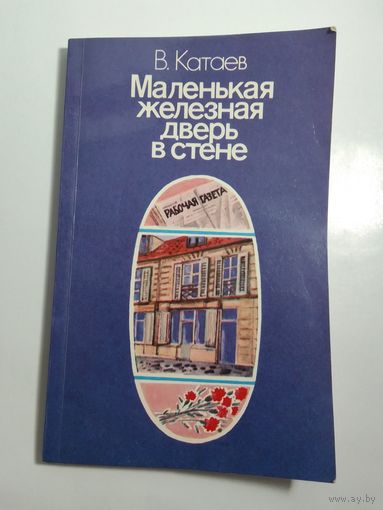 В. Катаев
Маленькая
железная
дверь
в стене
РАБОЧАЯ ГАЗЕТА
www.ay.by